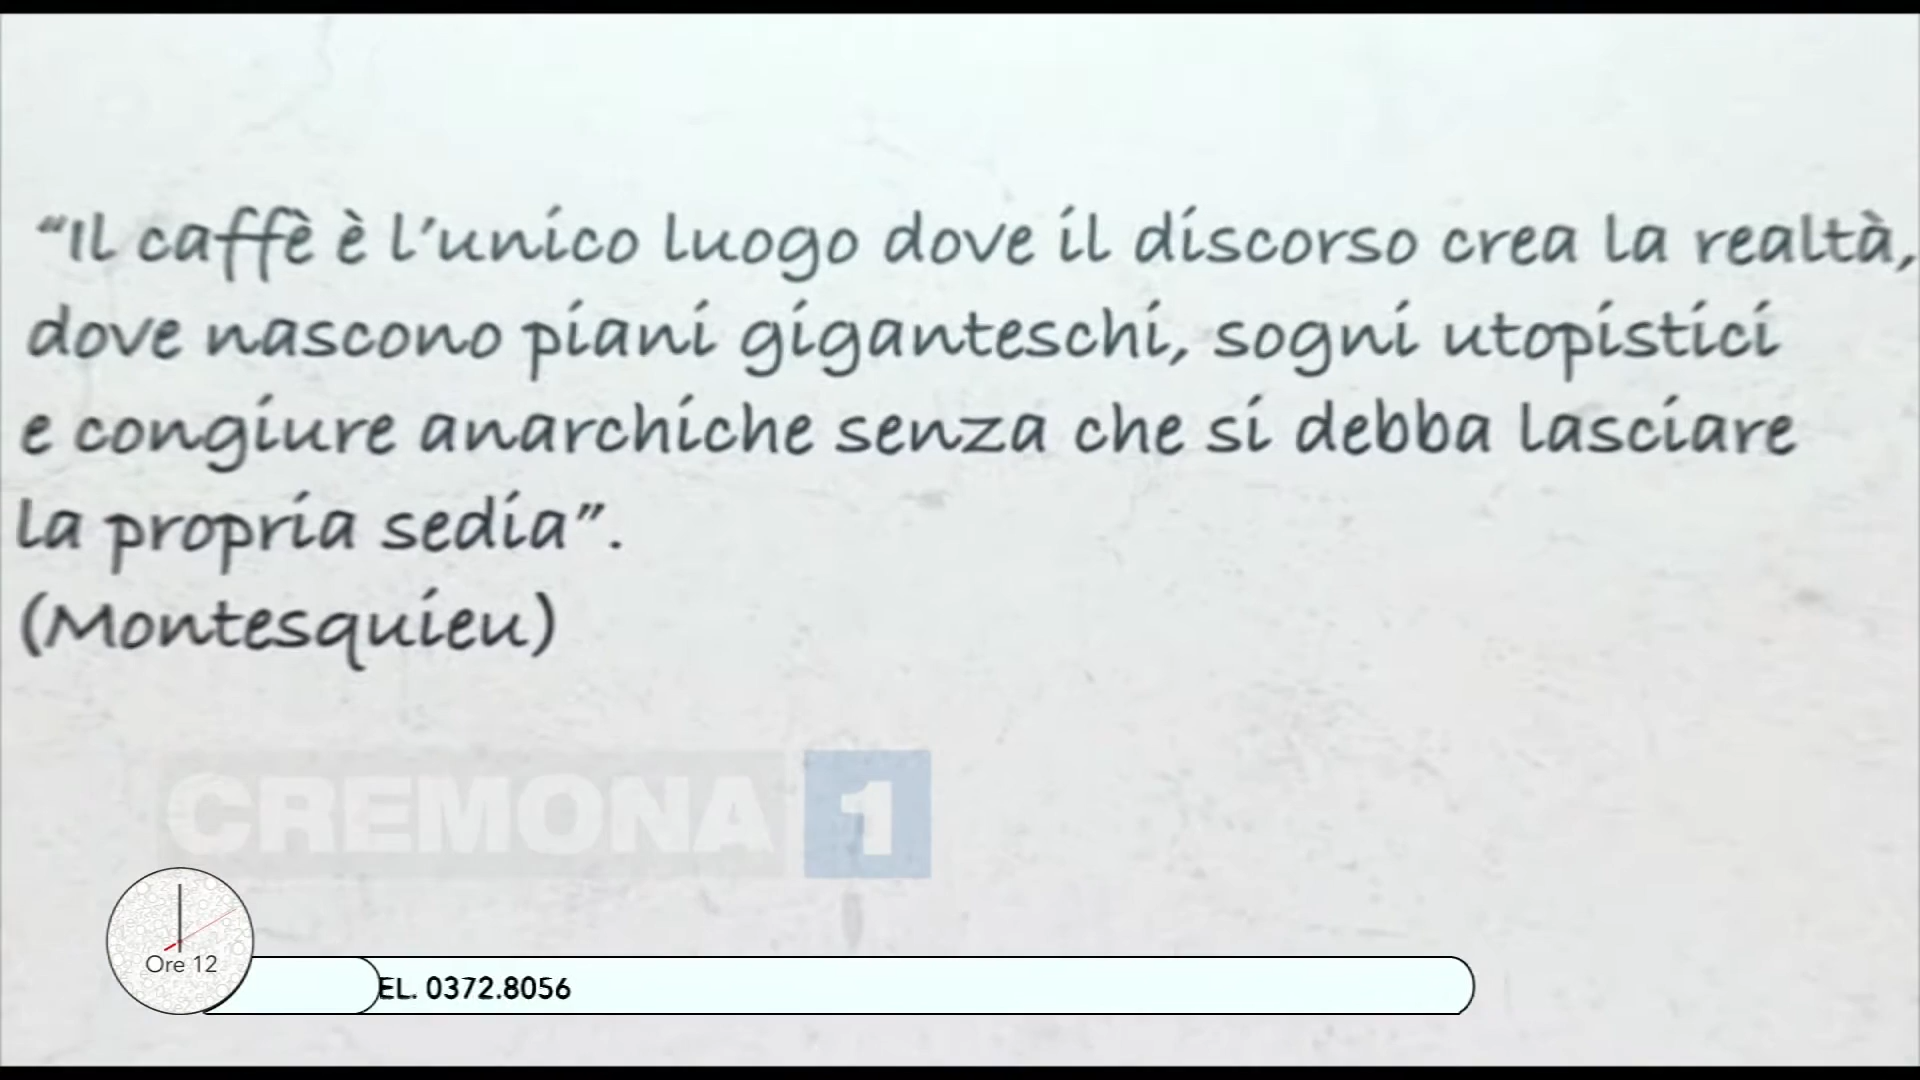 “Il caffè è l’unico luogo dove il discorso crea la realtà,
dove nascono piani giganteschi, sogni utopistici
e congiure anarchiche senza che si debba lasciare
la propria sedia”.
(Montesquieu)
CREMONA 1
Ore 12
EL. 0372.8056